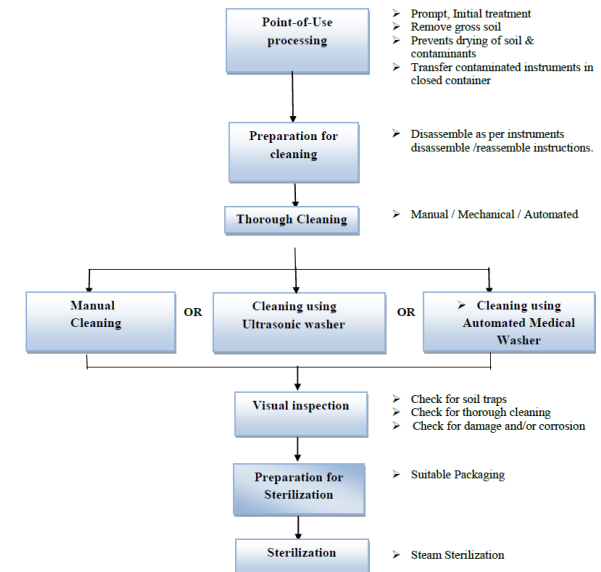 Point-of-Use
processing
➢ Prompt, Initial treatment
➢ Remove gross soil
➢ Prevents drying of soil &
contaminants
➢ Transfer contaminated instruments in
closed container
Preparation for
cleaning
➢ Disassemble as per instruments
disassemble /reassemble instructions.
Thorough Cleaning
➢ Manual / Mechanical / Automated
Manual
Cleaning
OR
Cleaning using
Ultrasonic washer
OR
➢ Cleaning using
Automated Medical
Washer
Visual inspection
➢ Check for soil traps
➢ Check for thorough cleaning
➢ Check for damage and/or corrosion
Preparation for
Sterilization
➢ Suitable Packaging
Sterilization
➢ Steam Sterilization